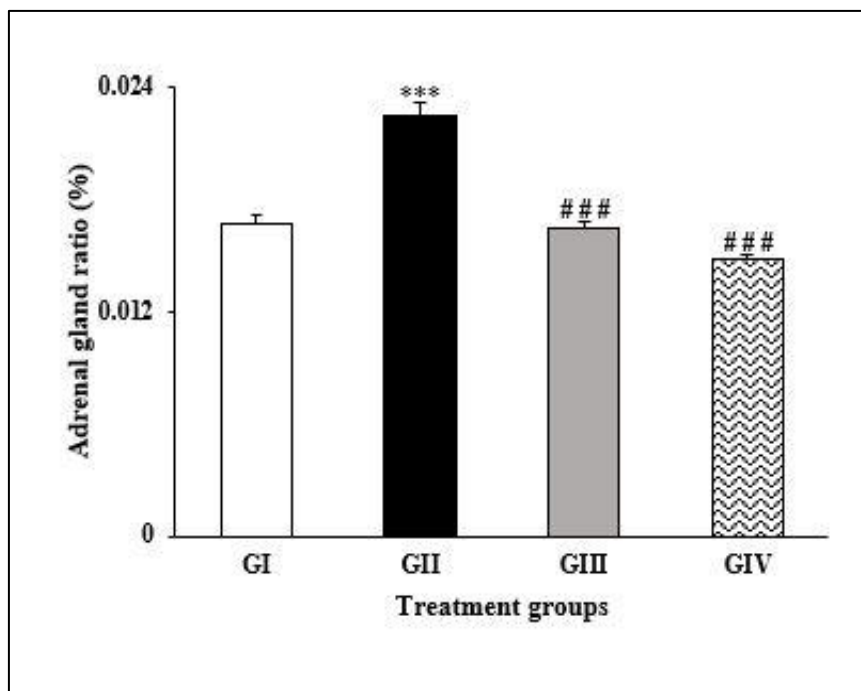 Adrenal gland ratio (%)
0.024
0.012
0
***
###
###
GI GII GIII GIV
Treatment groups